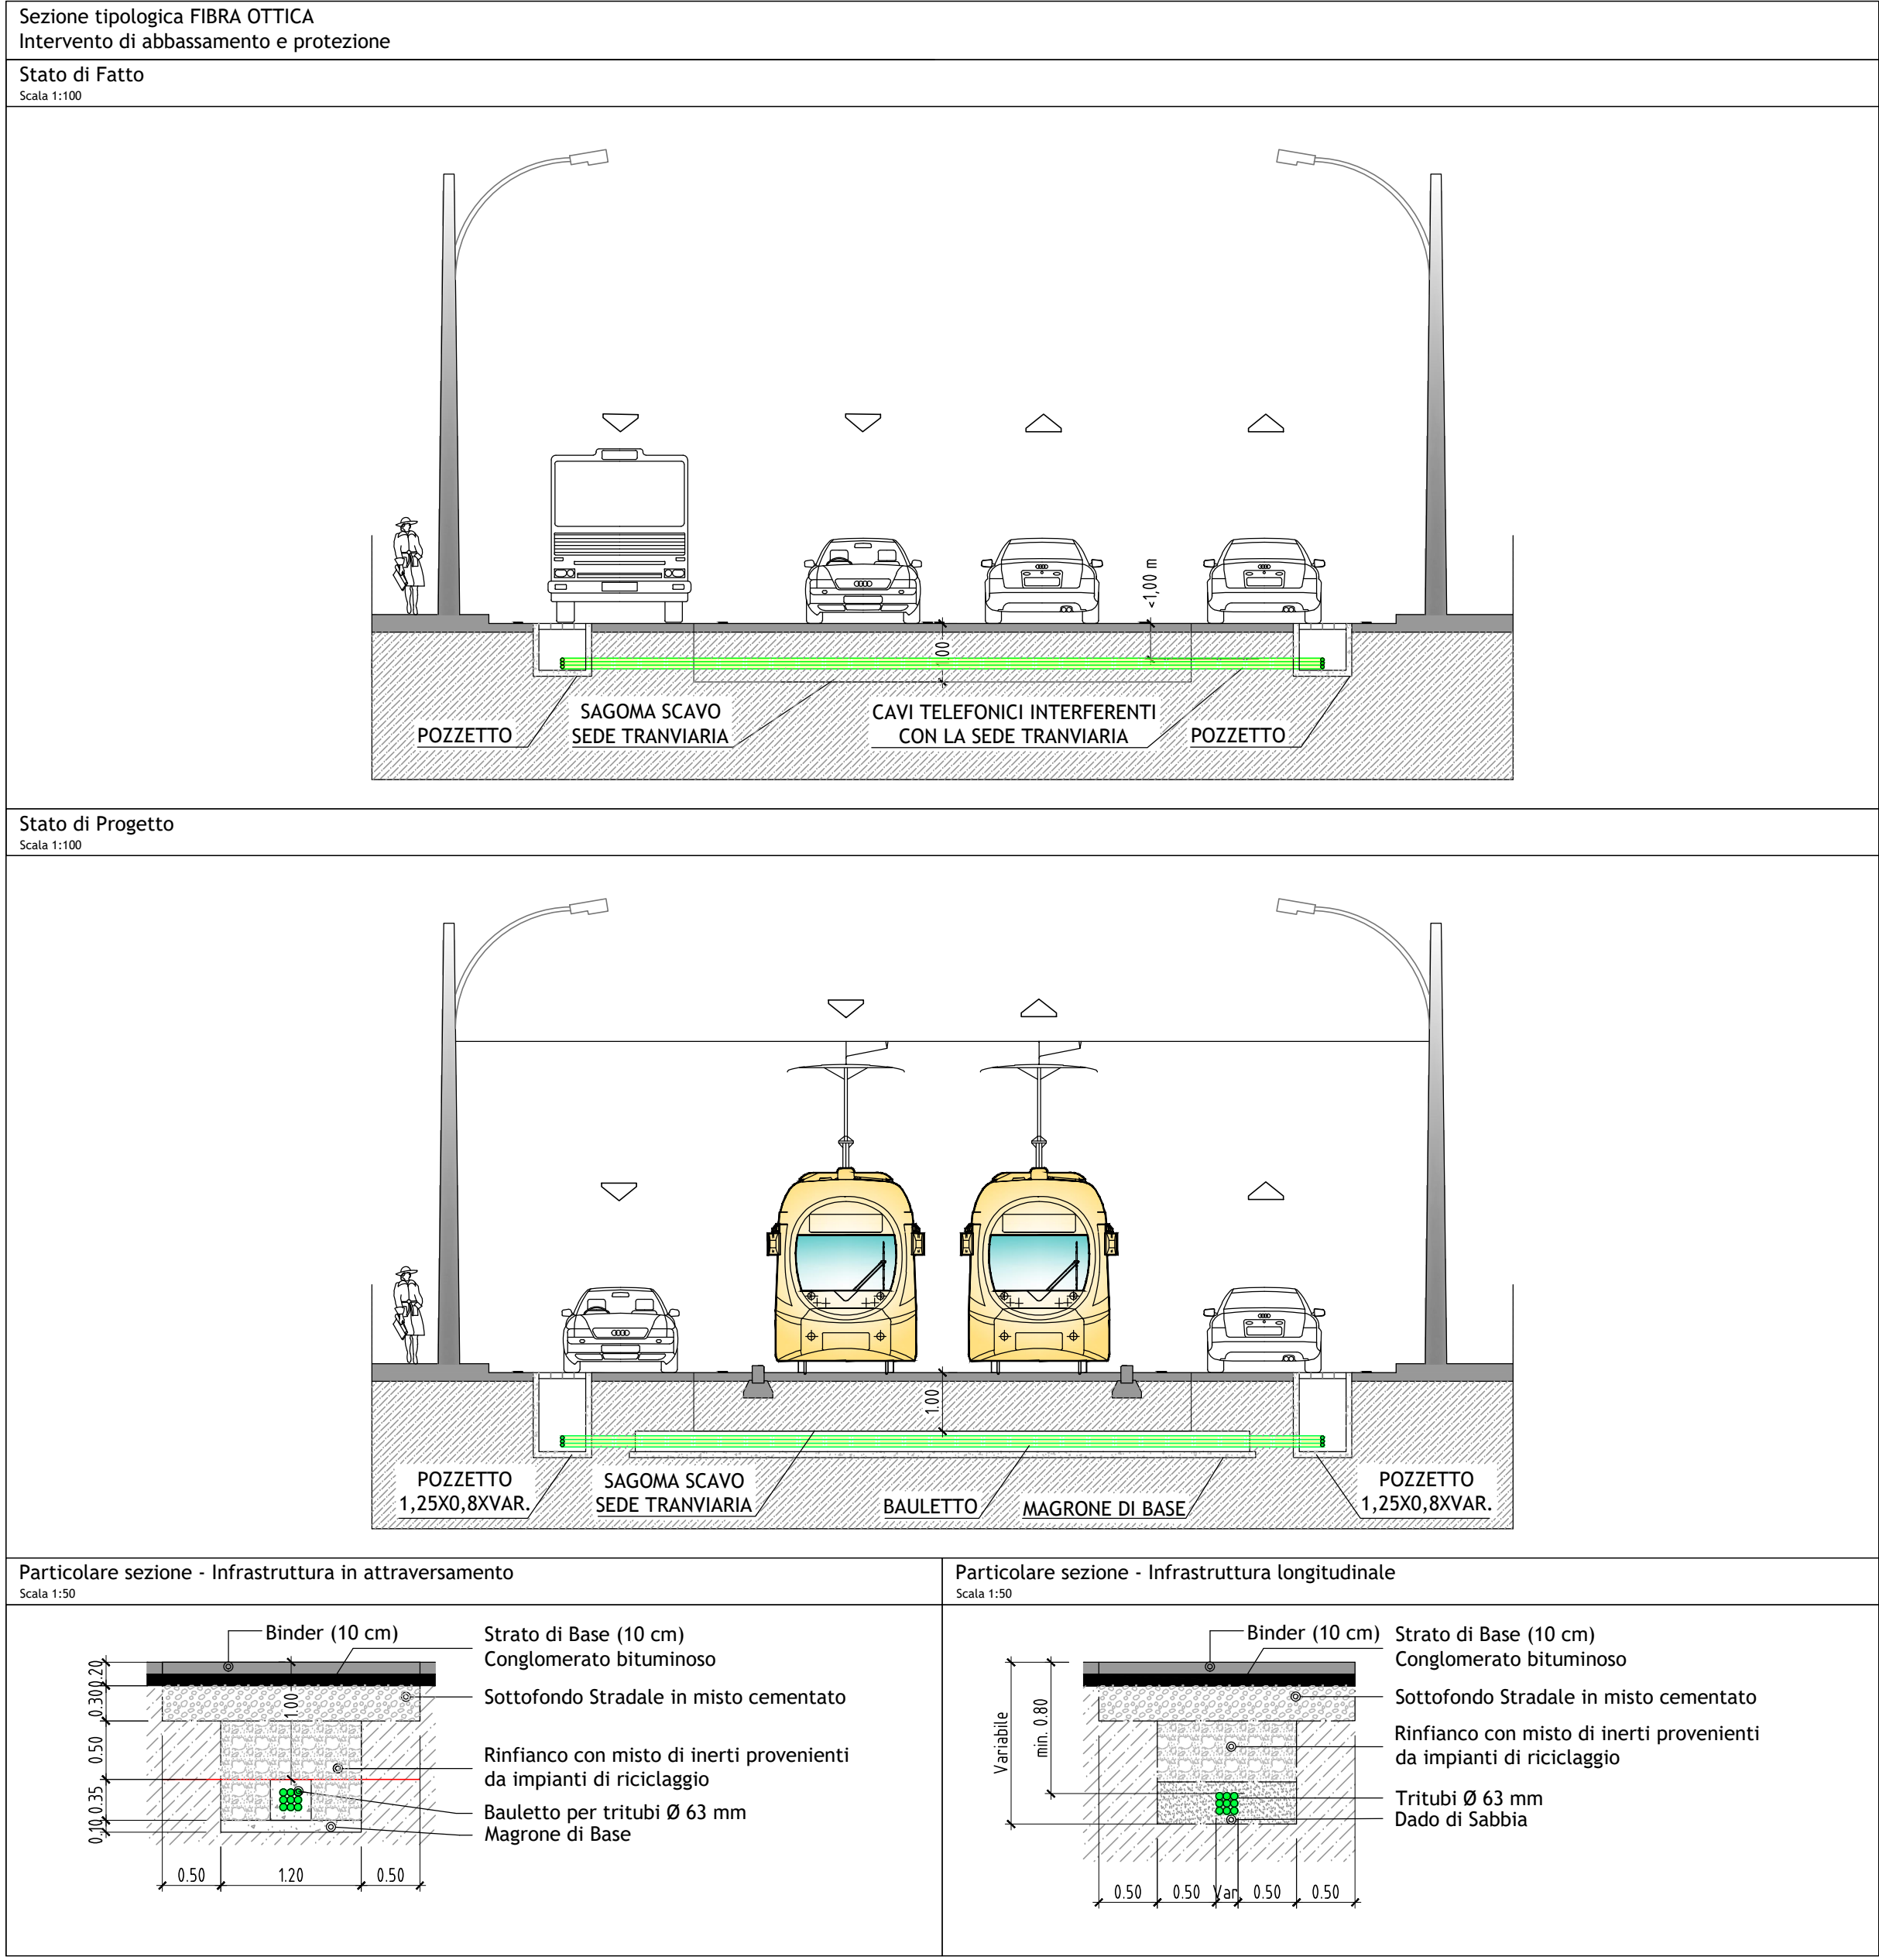 Sezione tipologica FIBRA OTTICA
Intervento di abbassamento e protezione
Stato di Fatto
Scala 1:100
<1,00 m
1.00
POZZETTO
SAGOMA SCAVO
SEDE TRANVIARIA
CAVI TELEFONICI INTERFERENTI
CON LA SEDE TRANVIARIA
POZZETTO
Stato di Progetto
Scala 1:100
1.00
POZZETTO
1,25X0,8XVAR.
SAGOMA SCAVO
SEDE TRANVIARIA
BAULETTO
MAGRONE DI BASE
POZZETTO
1,25X0,8XVAR.
Particolare sezione - Infrastruttura in attraversamento
Scala 1:50
Binder (10 cm)
Strato di Base (10 cm)
Conglomerato bituminoso
Sottofondo Stradale in misto cementato
Rinfianco con misto di inerti provenienti
da impianti di riciclaggio
Bauletto per tritubi Ø 63 mm
Magrone di Base
0.20
0.30
0.50
0.35
0.10
1.00
0.50
1.20
0.50
Particolare sezione - Infrastruttura longitudinale
Scala 1:50
Binder (10 cm)
Strato di Base (10 cm)
Conglomerato bituminoso
Sottofondo Stradale in misto cementato
Rinfianco con misto di inerti provenienti
da impianti di riciclaggio
Tritubi Ø 63 mm
Dado di Sabbia
Variabile
min. 0.80
0.50
0.50
Var.
0.50
0.50